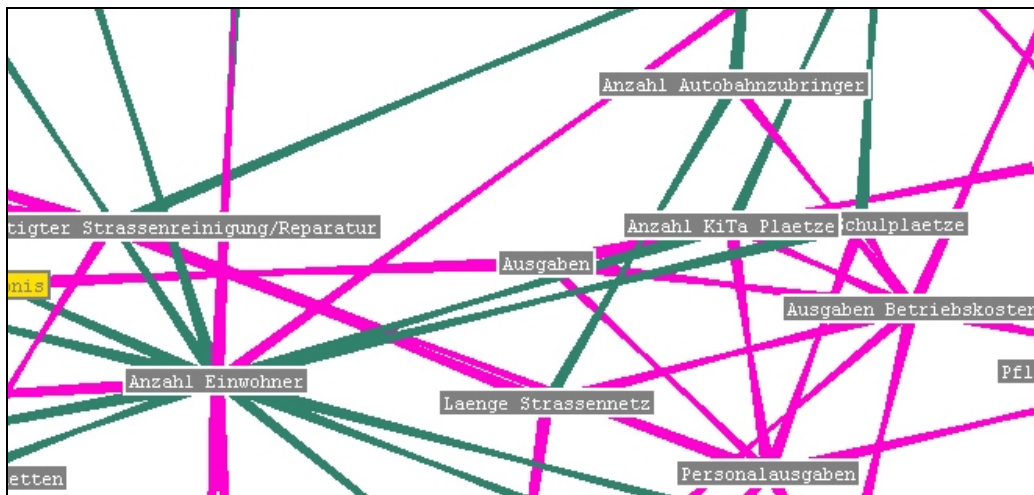 Anzahl Autobahnzubringer
tigter Strassenreinigung/Reparatur
Anzahl KiTa Plaetze
chulplaetze
Ausgaben
onis
Ausgaben Betriebskosten
Anzahl Einwohner
Pfl
Laenge Strassennetz
Personalausgaben
etten